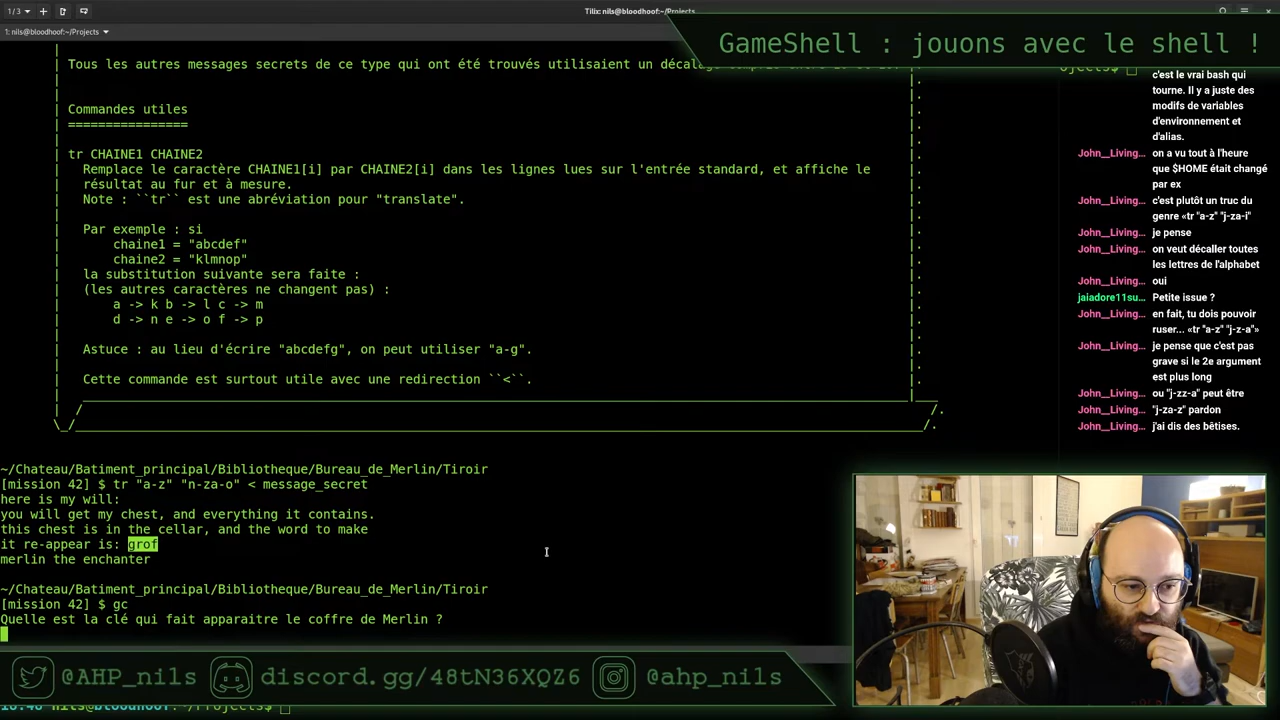 1/3
Tilix: nils@bloodhoof:~/Projects
1: nils@bloodhoof:~/Projects
GameShell : jouons avec le shell !
Tous les autres messages secrets de ce type qui ont été trouvés utilisaient un
Commandes utiles
================
tr CHAINE1 CHAINE2
Remplace le caractère CHAINE1[i] par CHAINE2[i] dans les lignes lues sur l'entrée standard, et affiche le
résultat au fur et à mesure.
Note : ``tr`` est une abréviation pour "translate".
Par exemple : si
chaine1 = "abcdef"
chaine2 = "klmnop"
la substitution suivante sera faite :
(les autres caractères ne changent pas) :
a -> k b -> l c -> m
d -> n e -> o f -> p
Astuce : au lieu d'écrire "abcdefg", on peut utiliser "a-g".
Cette commande est surtout utile avec une redirection ``<``.
~/Chateau/Batiment_principal/Bibliotheque/Bureau_de_Merlin/Tiroir
[mission 42] $ tr "a-z" "n-za-o" < message_secret
here is my will:
you will get my chest, and everything it contains.
this chest is in the cellar, and the word to make
it re-appear is: grof
merlin the enchanter
~/Chateau/Batiment_principal/Bibliotheque/Bureau_de_Merlin/Tiroir
[mission 42] $ gc
Quelle est la clé qui fait apparaitre le coffre de Merlin ?
c'est le vrai bash qui
tourne. Il y a juste des
modifs de variables
d'environnement et
d'alias.
John__Living... on a vu tout à l'heure
que $HOME était changé
par ex
John__Living... c'est plutôt un truc du
genre «tr "a-z" "j-za-i"
John__Living... je pense
John__Living... on veut décaller toutes
les lettres de l'alphabet
John__Living... oui
jaiadore11su... Petite issue ?
John__Living... en fait, tu dois pouvoir
ruser... «tr "a-z" "j-z-a»"
John__Living... je pense que c'est pas
grave si le 2e argument
est plus long
John__Living... ou "j-zz-a" peut être
John__Living... "j-za-z" pardon
John__Living... j'ai dis des bêtises.
@AHP_nils discord.gg/48tN36XQZ6 @ahp_nils